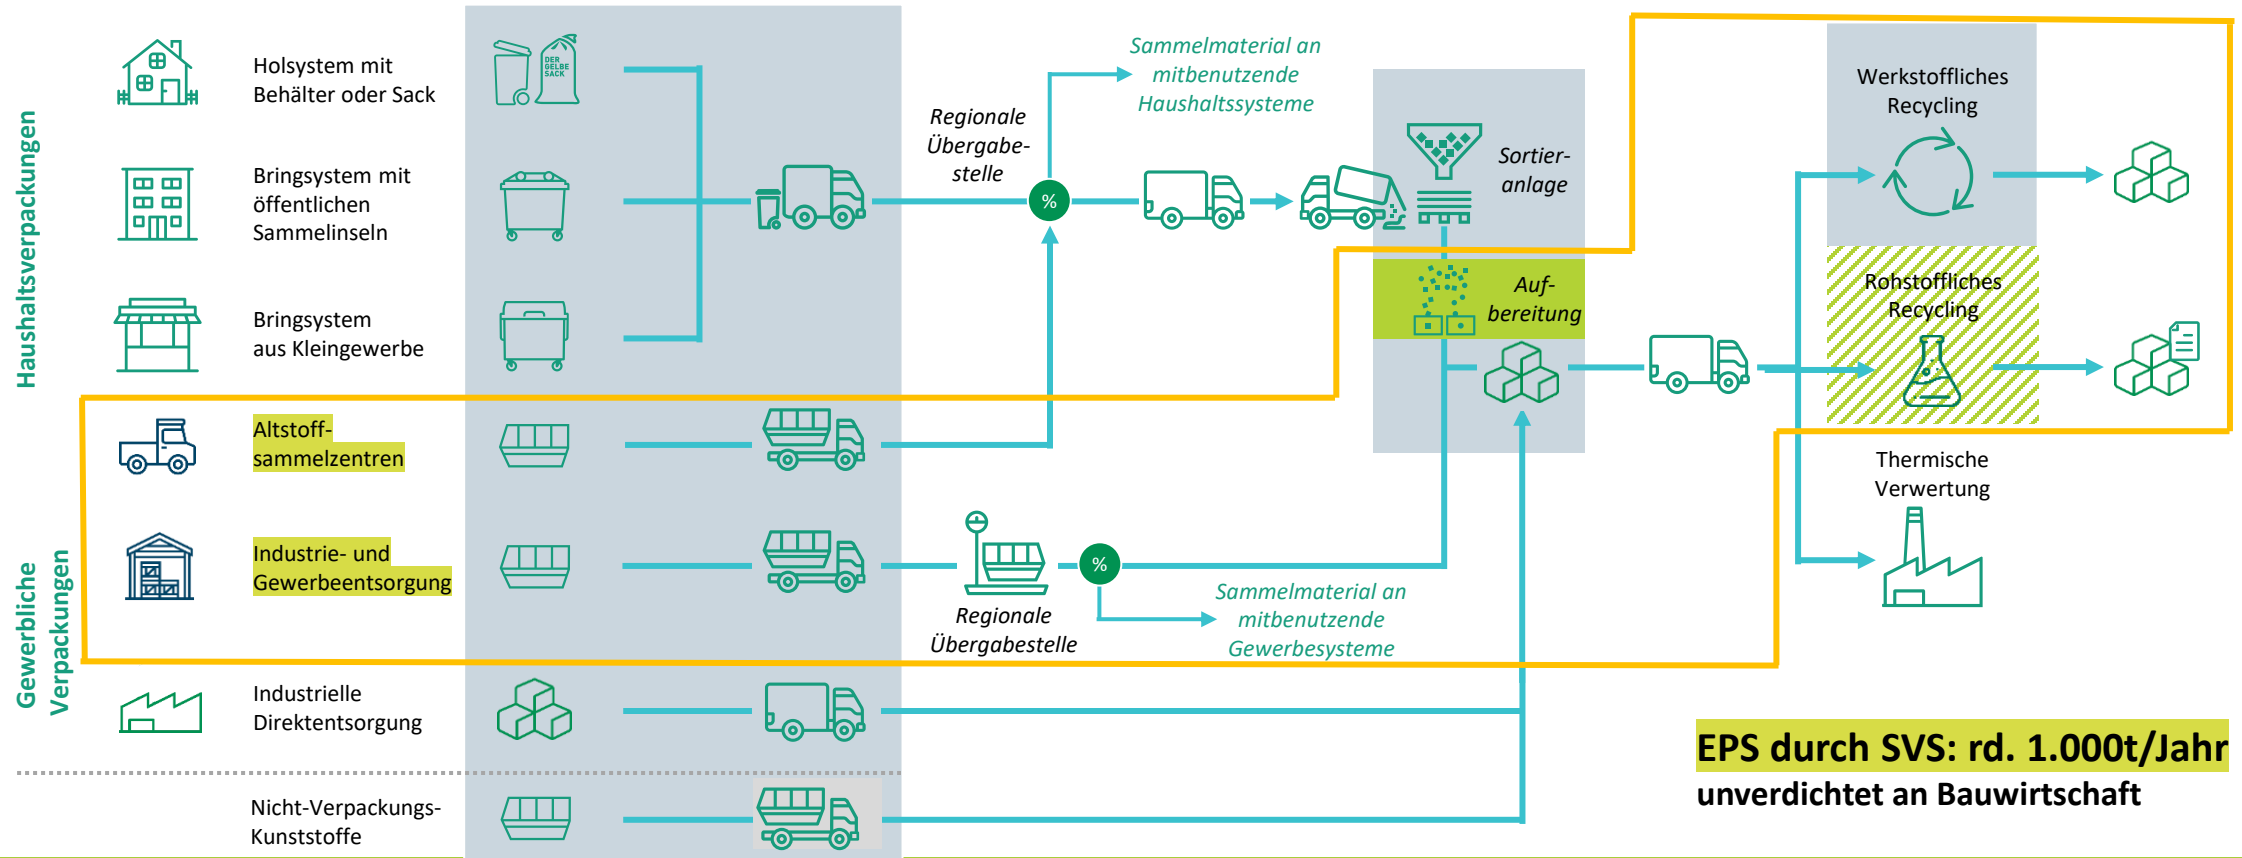 Haushaltsverpackungen
Holsystem mit
Behälter oder Sack
DER
GELBE
SACK
Bringsystem mit
öffentlichen
Sammelinseln
Bringsystem
aus Kleingewerbe
Regionale
Übergabe-
stelle
%
Sammelmaterial an
mitbenutzende
Haushaltssysteme
Sortier-
anlage
Auf-
bereitung
Werkstoffliches
Recycling
Rohstoffliches
Recycling
Thermische
Verwertung
Gewerbliche
Verpackungen
Altstoff-
sammelzentren
Industrie- und
Gewerbeentsorgung
Regionale
Übergabestelle
%
Sammelmaterial an
mitbenutzende
Gewerbesysteme
Industrielle
Direktentsorgung
Nicht-Verpackungs-
Kunststoffe
EPS durch SVS: rd. 1.000t/Jahr
unverdichtet an Bauwirtschaft